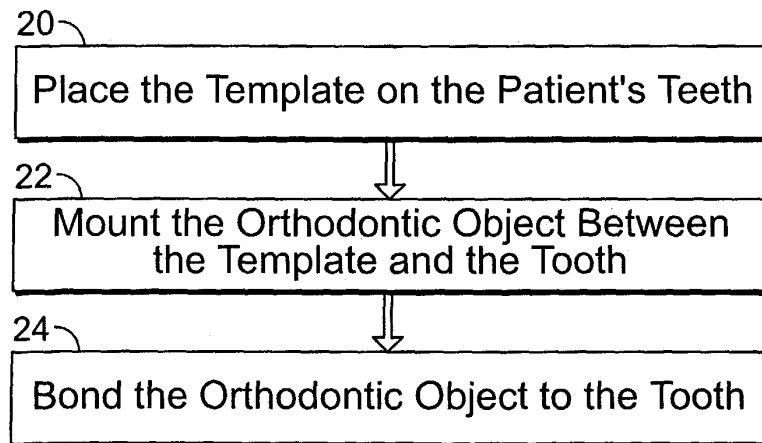 20
Place the Template on the Patient's Teeth
22
Mount the Orthodontic Object Between
the Template and the Tooth
24
Bond the Orthodontic Object to the Tooth